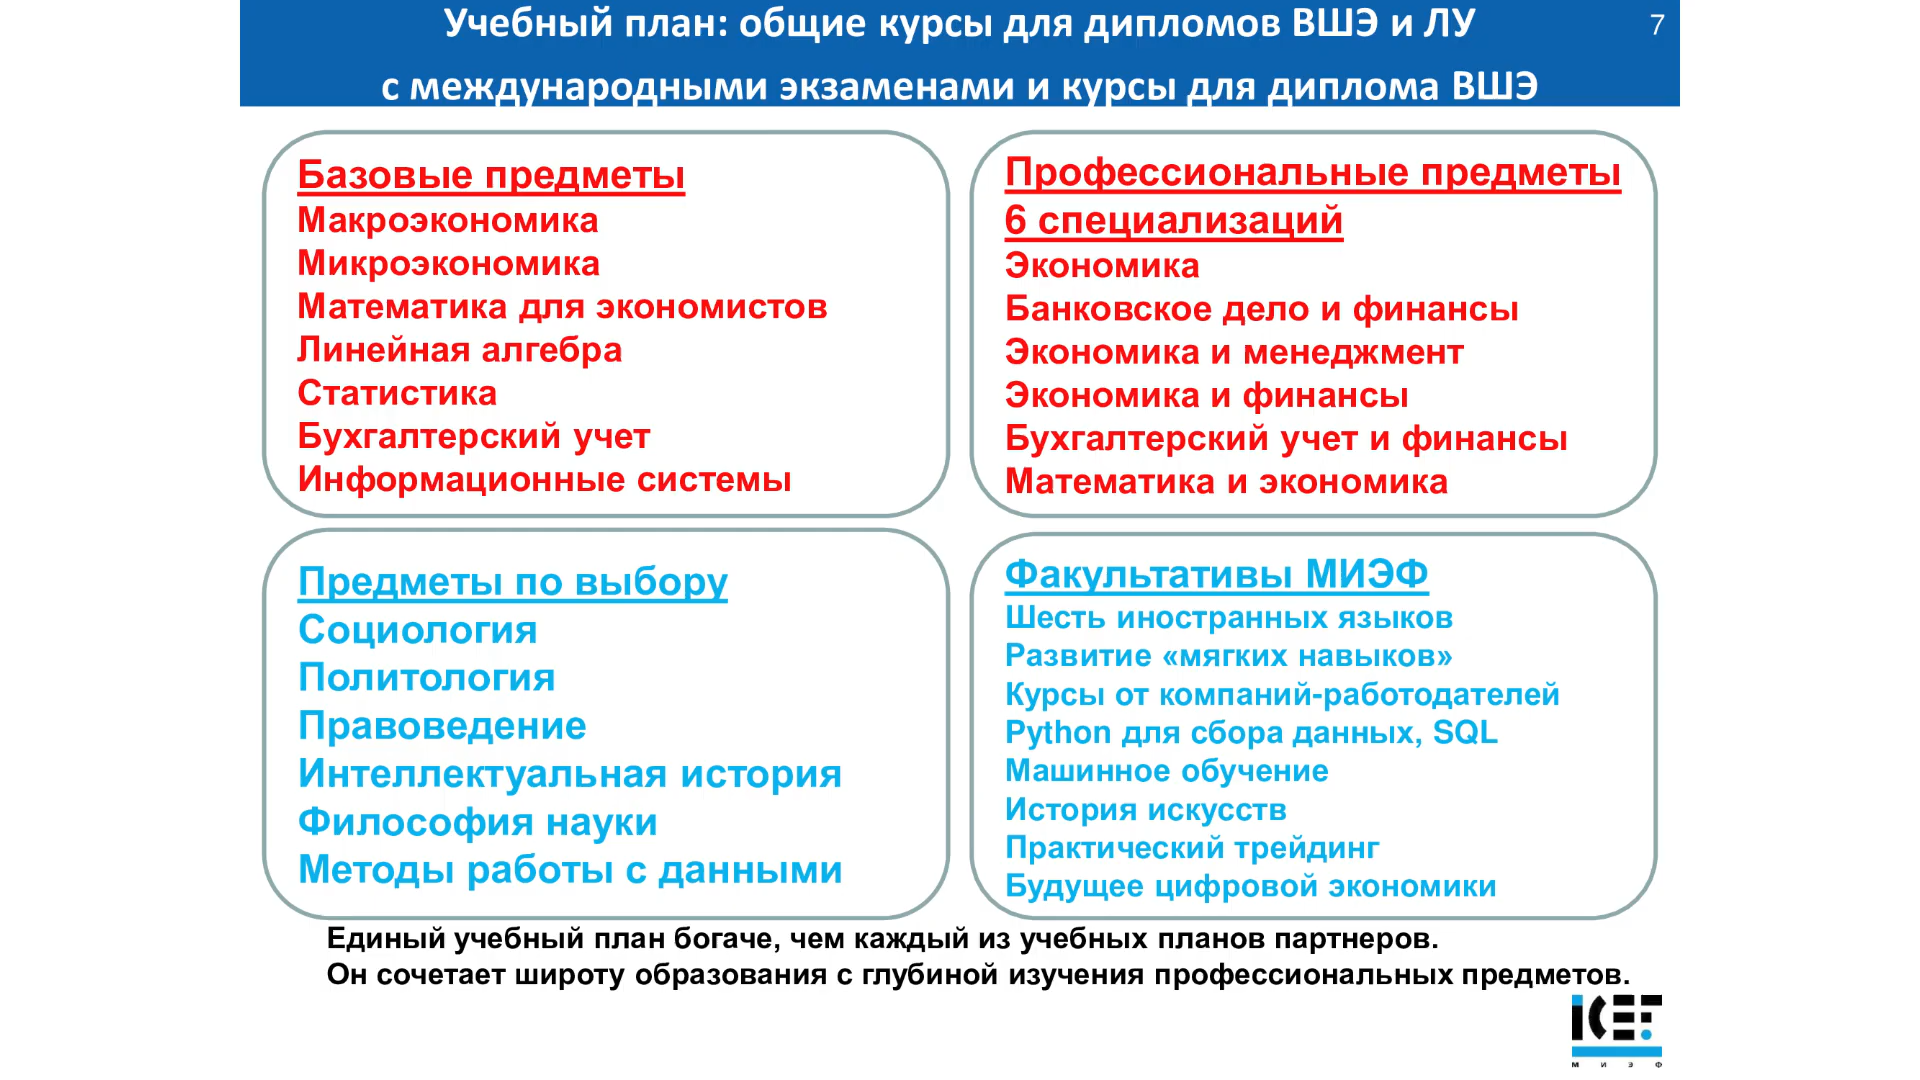 Учебный план: общие курсы для дипломов ВШЭ и ЛУ
7
с международными экзаменами и курсы для диплома ВШЭ
Базовые предметы
Макроэкономика
Микроэкономика
Математика для экономистов
Линейная алгебра
Статистика
Бухгалтерский учет
Информационные системы
Профессиональные предметы
6 специализаций
Экономика
Банковское дело и финансы
Экономика и менеджмент
Экономика и финансы
Бухгалтерский учет и финансы
Математика и экономика
Предметы по выбору
Социология
Политология
Правоведение
Интеллектуальная история
Философия науки
Методы работы с данными
Факультативы МИЭФ
Шесть иностранных языков
Развитие «мягких навыков»
Курсы от компаний-работодателей
Python для сбора данных, SQL
Машинное обучение
История искусств
Практический трейдинг
Будущее цифровой экономики
Единый учебный план богаче, чем каждый из учебных планов партнеров.
Он сочетает широту образования с глубиной изучения профессиональных предметов.
ICEF
М И Э Ф